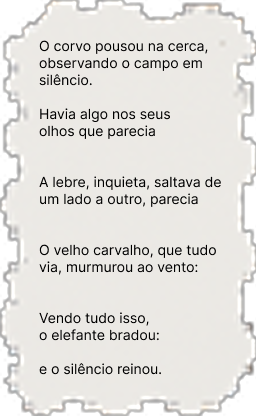 O corvo pousou na cerca,
observando o campo em
silêncio.
Havia algo nos seus
olhos que parecia
A lebre, inquieta, saltava de
um lado a outro, parecia
O velho carvalho, que tudo
via, murmurou ao vento:
Vendo tudo isso,
o elefante bradou:
e o silêncio reinou.